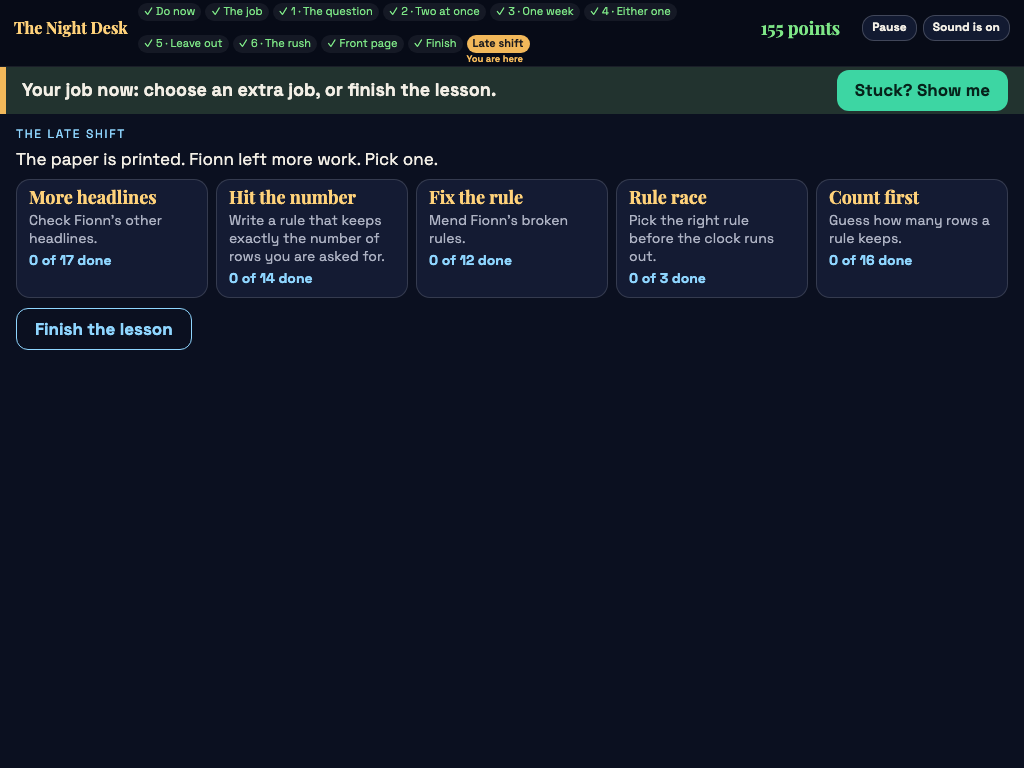 The Night Desk
✓ Do now ✓ The job ✓ 1 · The question ✓ 2 · Two at once ✓ 3 · One week ✓ 4 · Either one
✓ 5 · Leave out ✓ 6 · The rush ✓ Front page ✓ Finish Late shift
You are here
155 points
Pause
Sound is on
Your job now: choose an extra job, or finish the lesson.
Stuck? Show me
THE LATE SHIFT
The paper is printed. Fionn left more work. Pick one.
More headlines
Check Fionn's other
headlines.
0 of 17 done
Hit the number
Write a rule that keeps
exactly the number of
rows you are asked for.
0 of 14 done
Fix the rule
Mend Fionn's broken
rules.
0 of 12 done
Rule race
Pick the right rule
before the clock runs
out.
0 of 3 done
Count first
Guess how many rows a
rule keeps.
0 of 16 done
Finish the lesson